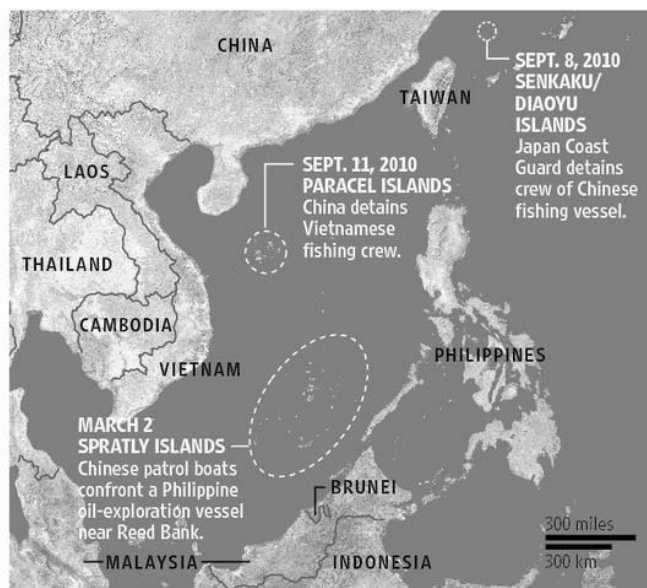 CHINA
SEPT. 8, 2010
SENKAKU/
DIAOYU
ISLANDS
Japan Coast
Guard detains
crew of Chinese
fishing vessel.
TAIWAN
LAOS
SEPT. 11, 2010
PARACEL ISLANDS
China detains
Vietnamese
fishing crew.
THAILAND
CAMBODIA
VIETNAM
PHILIPPINES
MARCH 2
SPRATLY ISLANDS
Chinese patrol boats
confront a Philippine
oil-exploration vessel
near Reed Bank.
BRUNEI
MALAYSIA
INDONESIA
300 miles
300 km